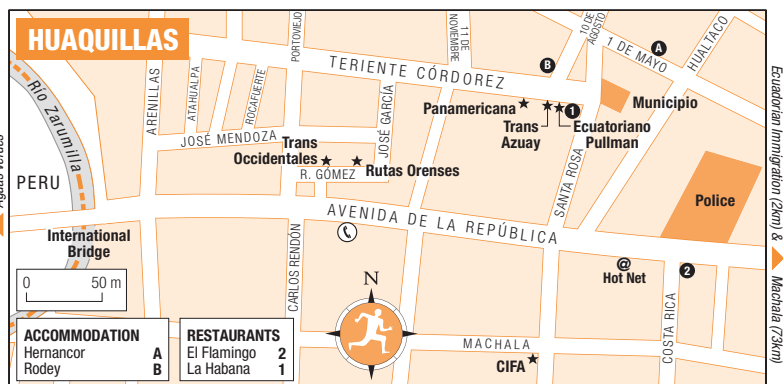 HUAQUILLAS
PORTOVIEJO
11 DE
NOVIEMBRE
10 DE
AGOSTO
1 DE MAYO
HUALTACO
A
B
TERIENTE CÓRDOREZ
Río Zarumilla
ARENILLAS
ATAHUALPA
ROCAFUERTE
JOSÉ GARCÍA
Panamericana
1
Municipio
Trans
Azuay
Ecuatoriano
Pullman
JOSÉ MENDOZA
Trans
Occidentales
Rutas Orenses
R. GÓMEZ
SANTA ROSA
PERU
Police
AVENIDA DE LA REPÚBLICA
International
Bridge
CARLOS RENDÓN
@
Hot Net
2
COSTA RICA
0 50 m
N
MACHALA
CIFA
ACCOMMODATION
Hernancor A
Rodey B
RESTAURANTS
El Flamingo 2
La Habana 1
Ecuadorian Immigration (2km) &
Machala (73km)